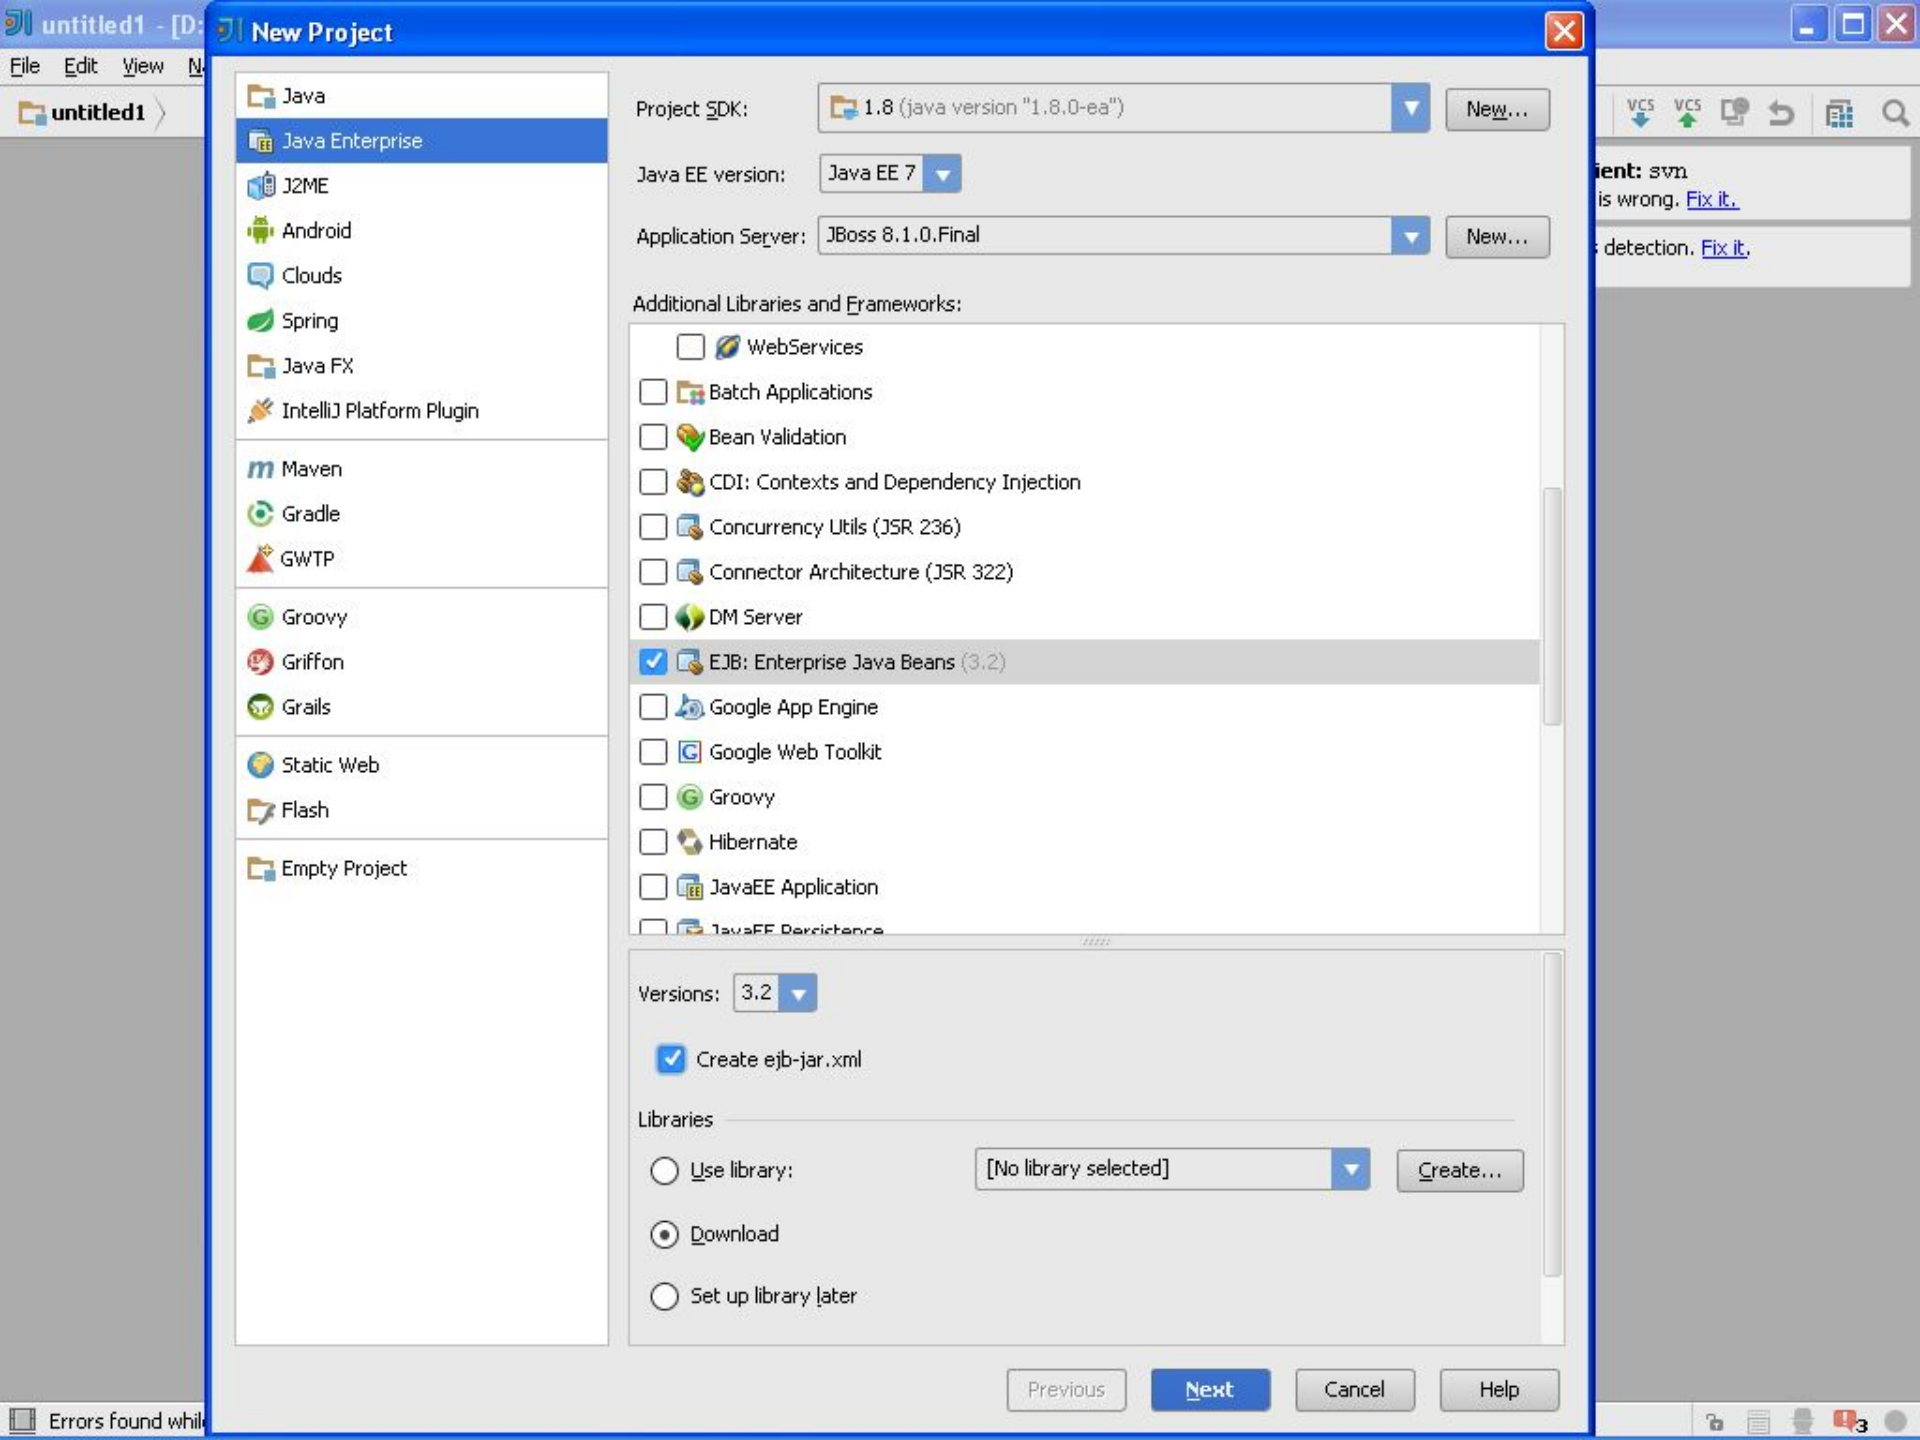 untitled1 - [D:
New Project
File Edit View
untitled1
Java
Java Enterprise
J2ME
Android
Clouds
Spring
Java FX
IntelliJ Platform Plugin
Maven
Gradle
GWTP
Groovy
Griffon
Grails
Static Web
Flash
Empty Project
Project SDK: 1.8 (java version "1.8.0-ea") New...
Java EE version: Java EE 7
Application Server: JBoss 8.1.0.Final New...
Additional Libraries and Frameworks:
WebServices
Batch Applications
Bean Validation
CDI: Contexts and Dependency Injection
Concurrency Utils (JSR 236)
Connector Architecture (JSR 322)
DM Server
EJB: Enterprise Java Beans (3.2)
Google App Engine
Google Web Toolkit
Groovy
Hibernate
JavaEE Application
JavaEE Persistence
Versions: 3.2
Create ejb-jar.xml
Libraries
Use library: [No library selected] Create...
Download
Set up library later
Previous Next Cancel Help
VCS VCS
ient: svn
is wrong. Fix it.
detection. Fix it.
Errors found whil
3